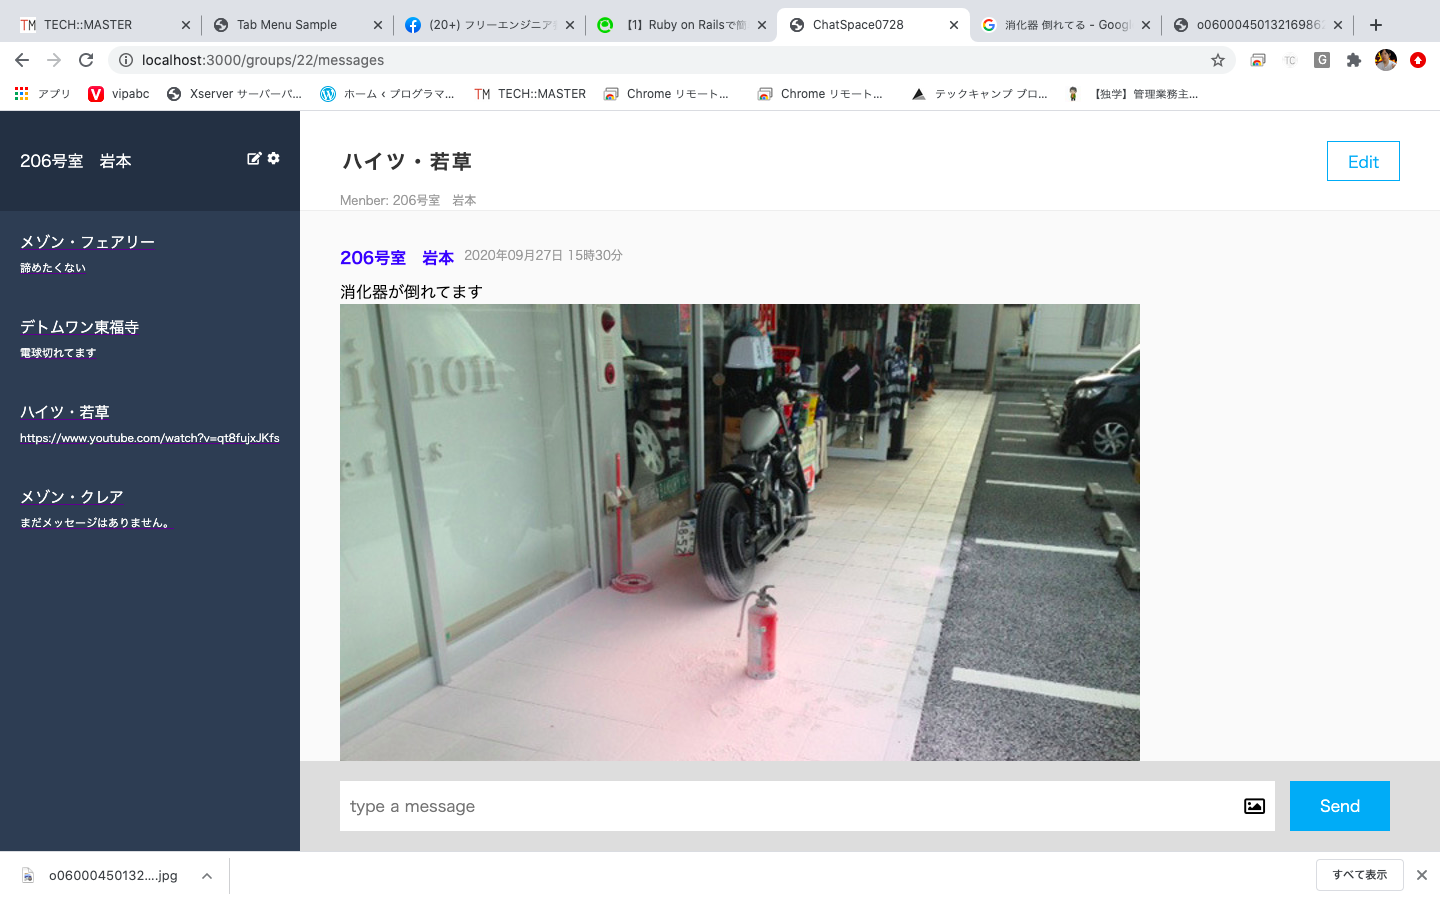 TECH::MASTER
Tab Menu Sample
(20+) フリーエンジニア
【1】Ruby on Railsで簡
ChatSpace0728
消化器 倒れてる - Goog
o06000450132169862
localhost:3000/groups/22/messages
アプリ
vipabc
Xserver サーバーパ...
ホーム ‹ プログラマ...
TM TECH::MASTER
Chrome リモート...
Chrome リモート...
テックキャンプ プロ...
【独学】管理業務主...
206号室 岩本
メゾン・フェアリー
諦めたくない
デトムワン東福寺
電球切れてます
ハイツ・若草
https://www.youtube.com/watch?v=qt8fujxJKfs
メゾン・クレア
まだメッセージはありません。
ハイツ・若草
Edit
Menber: 206号室 岩本
206号室 岩本 2020年09月27日 15時30分
消化器が倒れてます
type a message
Send
o06000450132....jpg
すべて表示